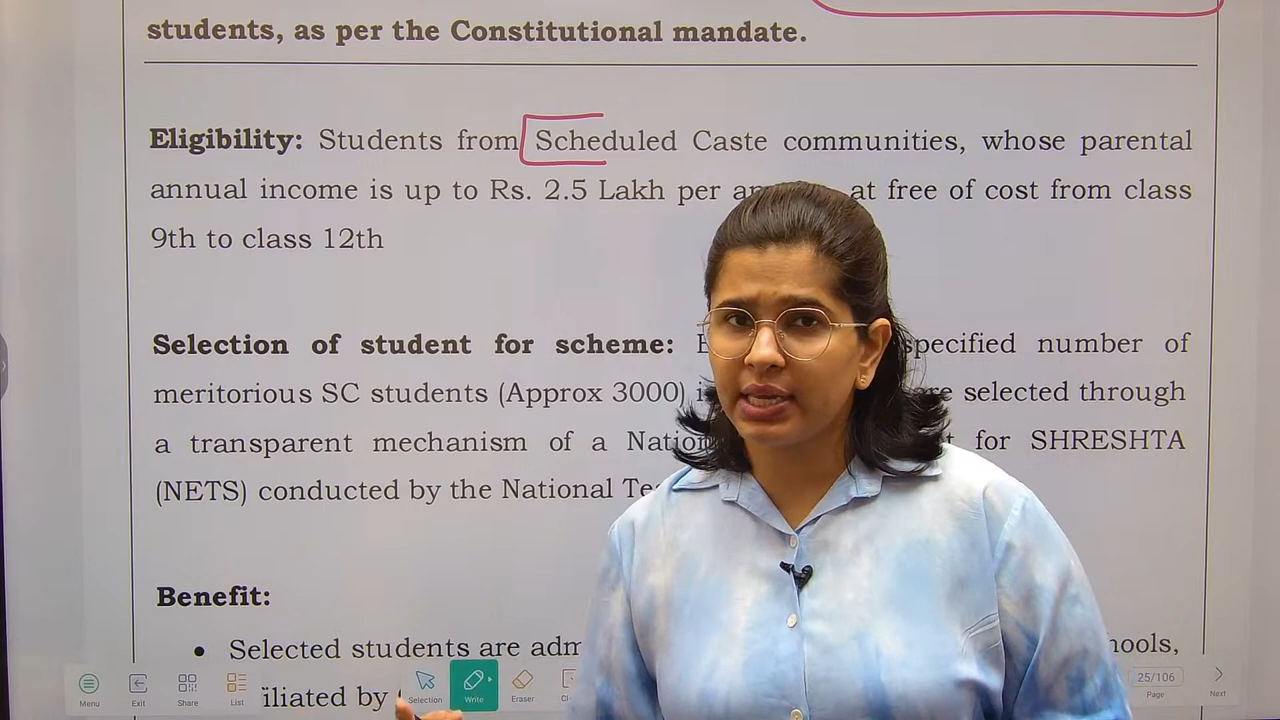 students, as per the Constitutional mandate.
Eligibility: Students from Scheduled Caste communities, whose parental
annual income is up to Rs. 2.5 Lakh per at free of cost from class
9th to class 12th
Selection of student for scheme: specified number of
meritorious SC students (Approx 3000) selected through
a transparent mechanism of a for SHRESHTA
(NETS) conducted by the National
Benefit:
• Selected students are
by
Menu Exit Share List Selection Write Eraser 25/106 Page Next